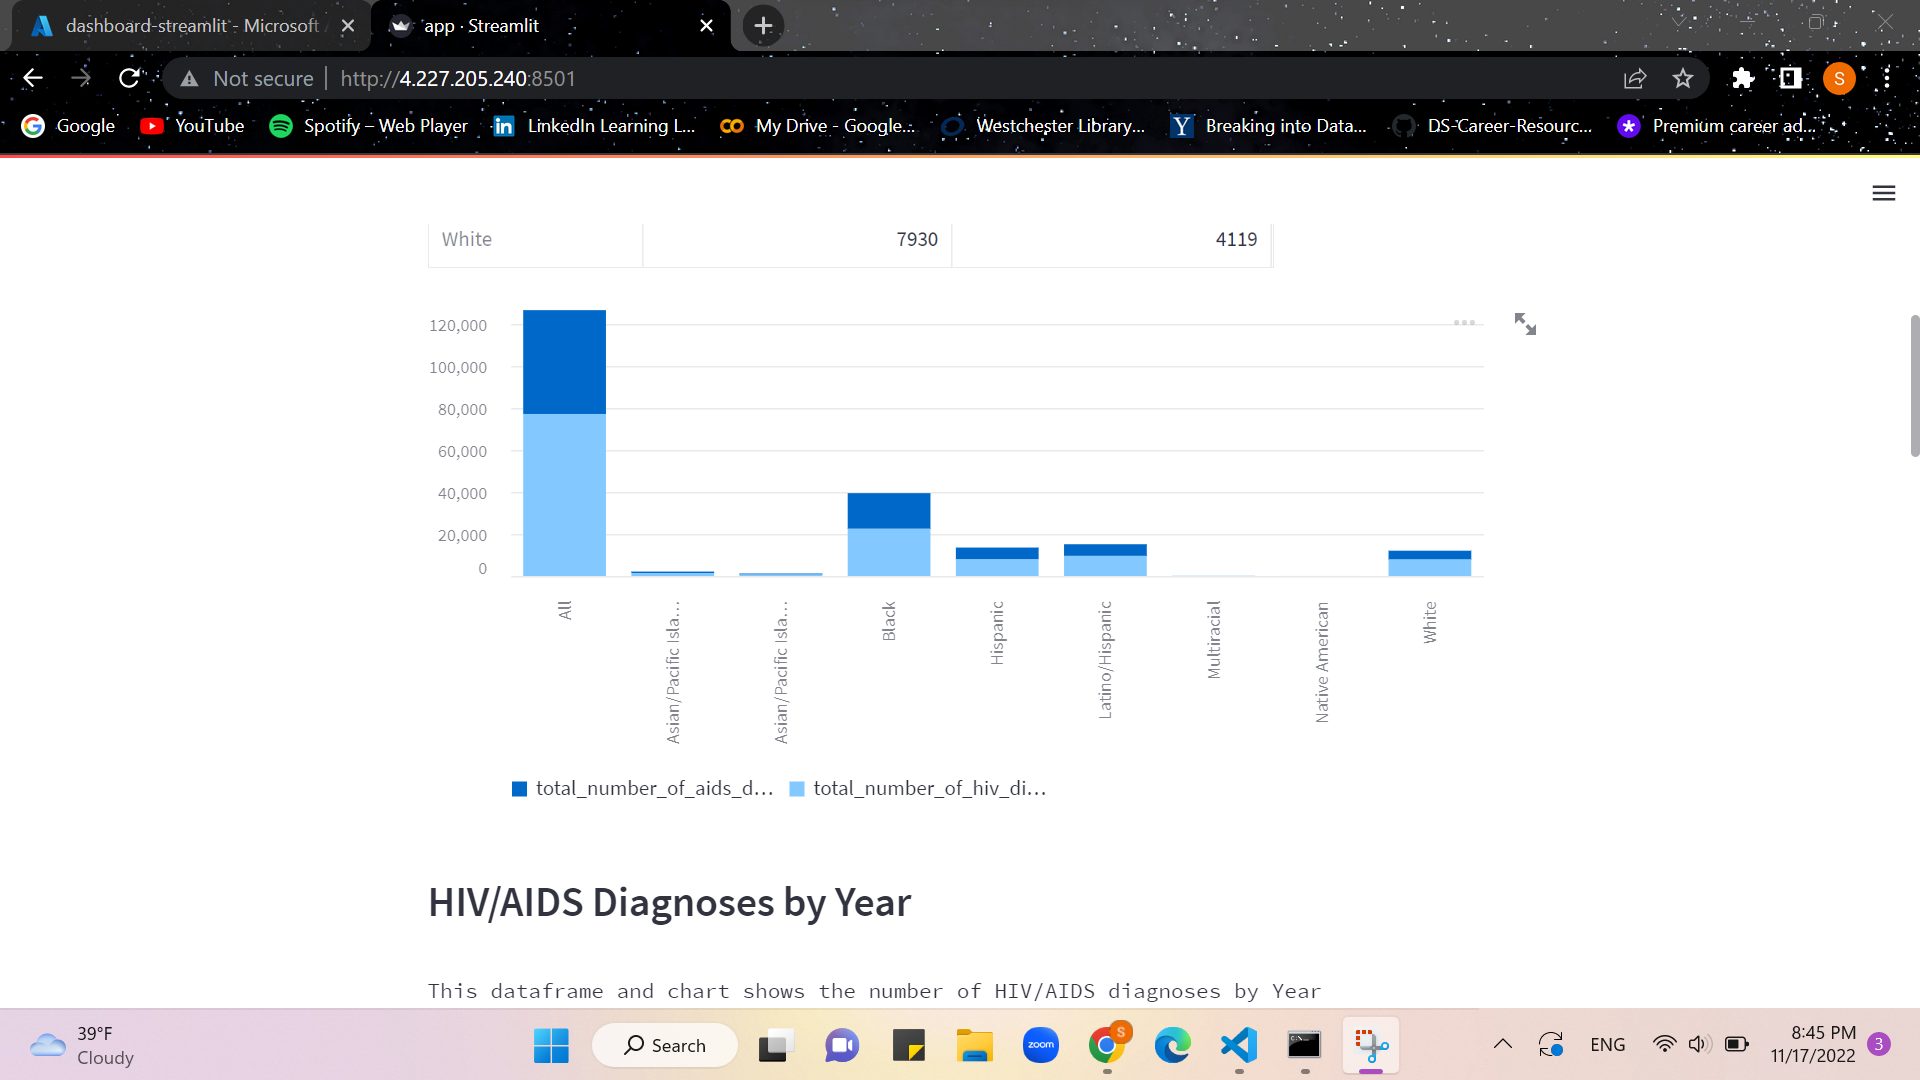 dashboard-streamlit - Microsoft A
app · Streamlit
Not secure
http://4.227.205.240:8501
S
Google
YouTube
Spotify – Web Player
LinkedIn Learning L...
My Drive - Google...
Westchester Library...
Breaking into Data...
DS-Career-Resourc...
Premium career ad...
White 7930 4119
120,000
100,000
80,000
60,000
40,000
20,000
0
All
Asian/Pacific Isla…
Asian/Pacific Isla…
Black
Hispanic
Latino/Hispanic
Multiracial
Native American
White
total_number_of_aids_d… total_number_of_hiv_di…
HIV/AIDS Diagnoses by Year
This dataframe and chart shows the number of HIV/AIDS diagnoses by Year
39°F
Cloudy
Search
zoom
S
ENG
8:45 PM
11/17/2022
3